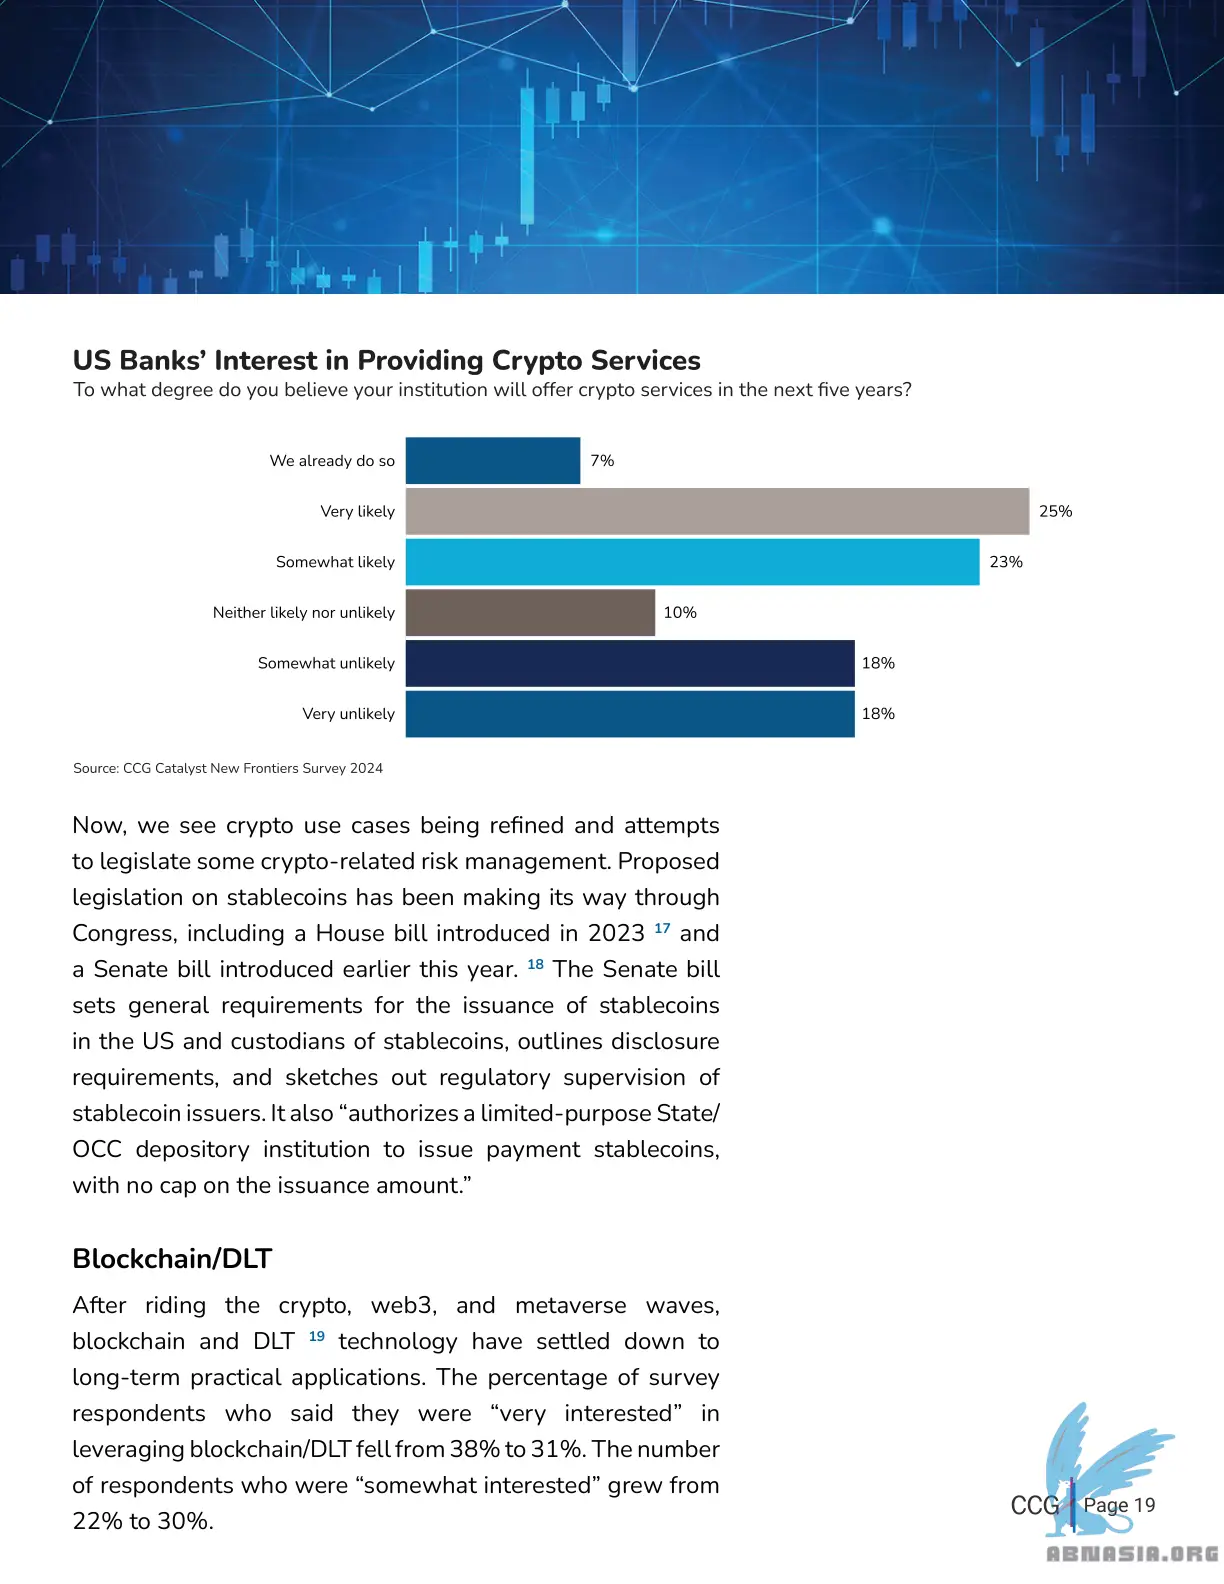 US Banks’ Interest in Providing Crypto Services
To what degree do you believe your institution will offer crypto services in the next five years?
We already do so 7%
Very likely 25%
Somewhat likely 23%
Neither likely nor unlikely 10%
Somewhat unlikely 18%
Very unlikely 18%
Source: CCG Catalyst New Frontiers Survey 2024
Now, we see crypto use cases being refined and attempts
to legislate some crypto-related risk management. Proposed
legislation on stablecoins has been making its way through
Congress, including a House bill introduced in 2023 17 and
a Senate bill introduced earlier this year. 18 The Senate bill
sets general requirements for the issuance of stablecoins
in the US and custodians of stablecoins, outlines disclosure
requirements, and sketches out regulatory supervision of
stablecoin issuers. It also “authorizes a limited-purpose State/
OCC depository institution to issue payment stablecoins,
with no cap on the issuance amount.”
Blockchain/DLT
After riding the crypto, web3, and metaverse waves,
blockchain and DLT 19 technology have settled down to
long-term practical applications. The percentage of survey
respondents who said they were “very interested” in
leveraging blockchain/DLT fell from 38% to 31%. The number
of respondents who were “somewhat interested” grew from
22% to 30%.
CCG Page 19
ABNASIA.ORG